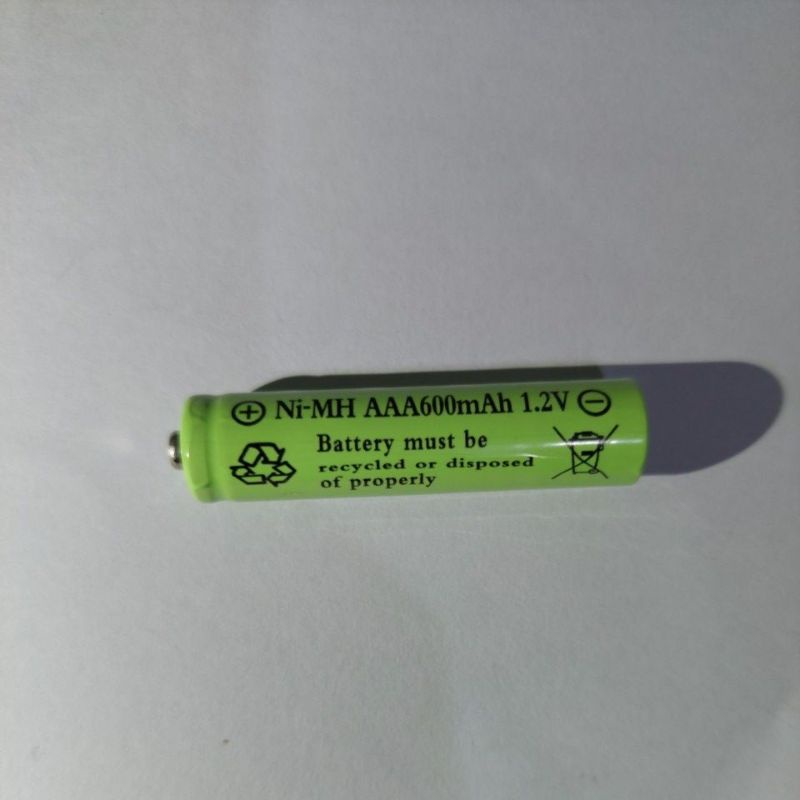 ⊕ Ni-MH AAA600mAh 1.2V ⊖
Battery must be
recycled or disposed
of properly